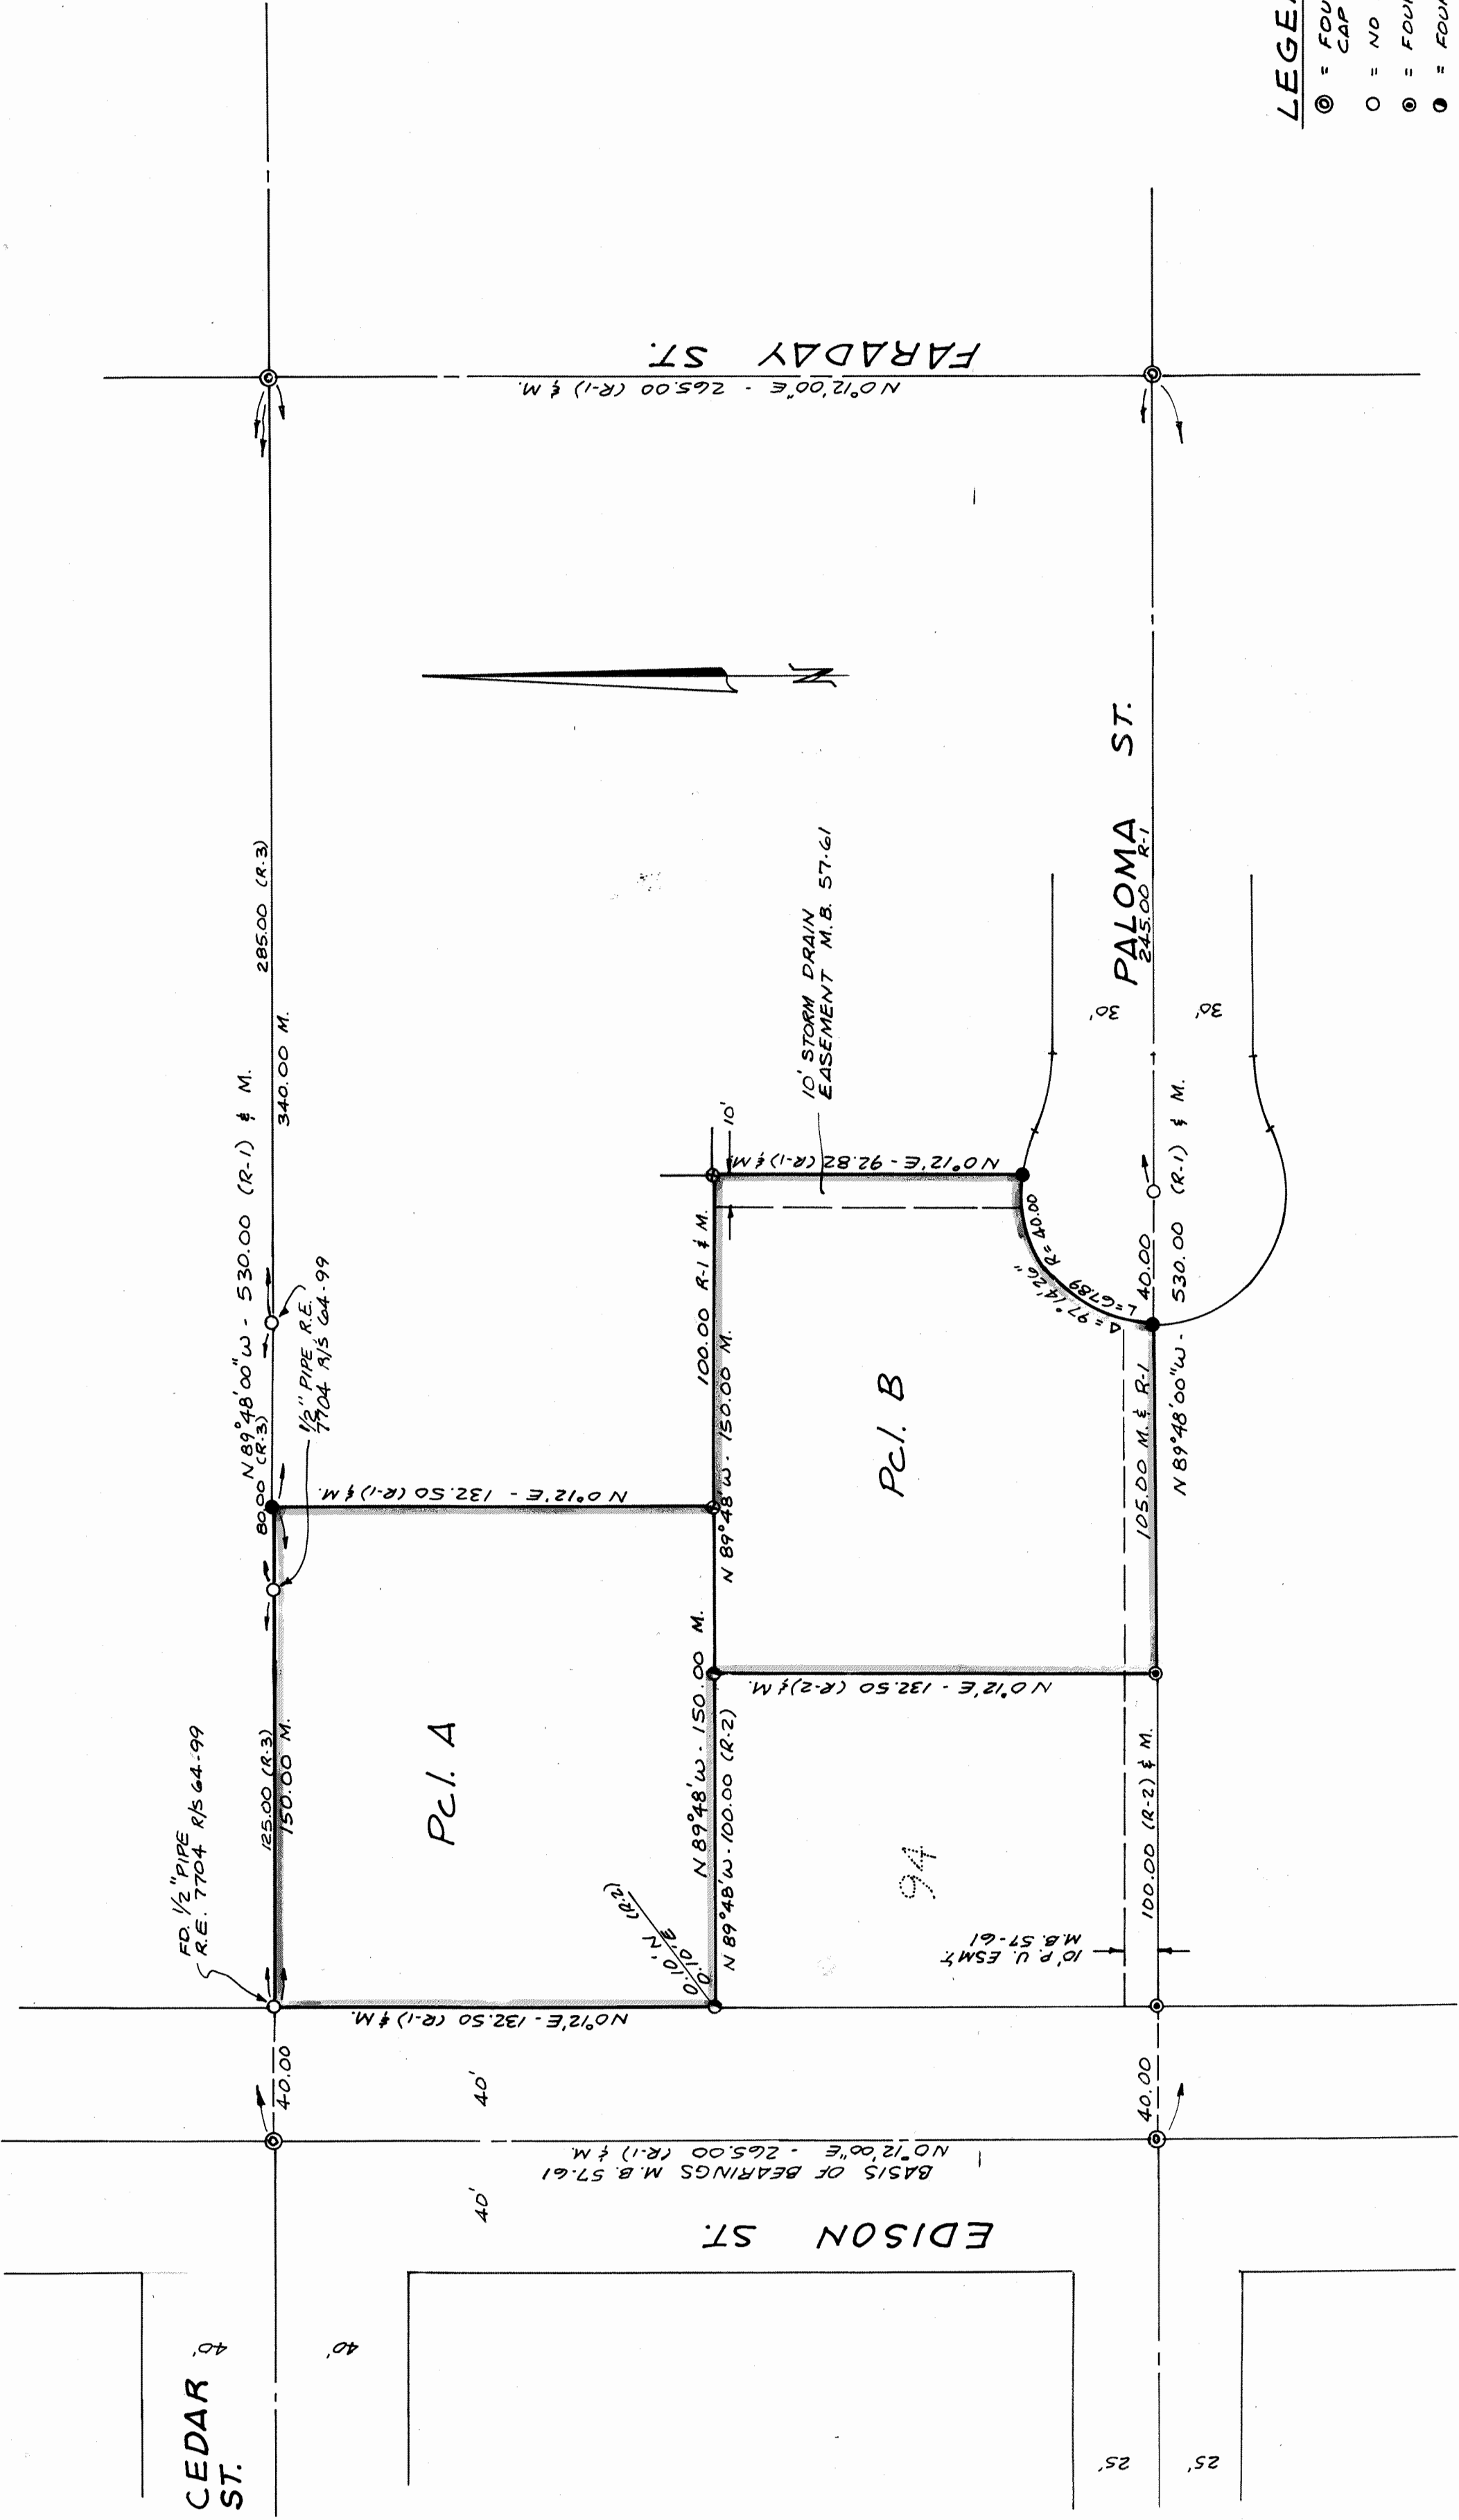 CEDAR
ST.
40'
40'
FD. 1/2" PIPE
R.E. 7704 R/S 64-99
40.00
125.00 (R-3)
150.00 M.
80.00 (R-3)
N 89°48'00"W - 530.00 (R-1) & M.
1/2" PIPE R.E.
7704 R/S 64-99
340.00 M.
285.00 (R-3)
N 0°12'E - 132.50 (R-1) & M.
Pcl. A
N 0°12'E - 132.50 (R-1) & M.
40'
40'
EDISON ST.
BASIS OF BEARINGS M.B. 57-61
N 0°12'00"E - 265.00 (R-1) & M.
0.10' N.
0.10' E.
(R-2)
N 89°48'W - 150.00 M.
N 89°48'W - 100.00 (R-2)
100.00 R-1 & M.
N 89°48'W - 150.00 M.
10'
N 0°12'E - 92.82 (R-1) & M.
10' STORM DRAIN
EASEMENT M.B. 57-61
N
N 0°12'00"E - 265.00 (R-1) & M.
FARADAY ST.
94
N 0°12'E - 132.50 (R-2) & M.
Pcl. B
R=40.00
L=67.89
Δ=97°14'26"
10' P. U. ESM'T
M.B. 57-61
25'
25'
40.00
100.00 (R-2) & M.
105.00 M. & R-1
40.00
N 89°48'00"W - 530.00 (R-1) & M.
30'
30'
PALOMA ST.
245.00 R-1
= NO